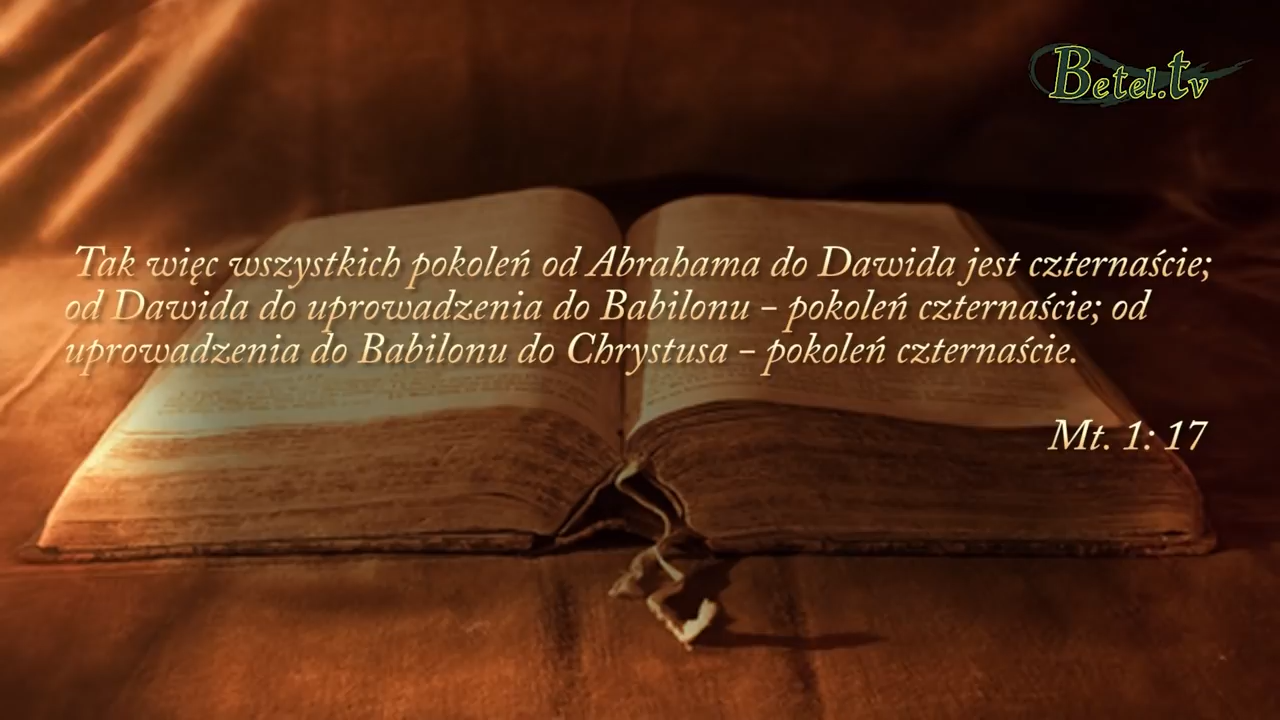 Betel.tv
Tak więc wszystkich pokoleń od Abrahama do Dawida jest czternaście;
od Dawida do uprowadzenia do Babilonu - pokoleń czternaście; od
uprowadzenia do Babilonu do Chrystusa - pokoleń czternaście.
Mt. 1: 17